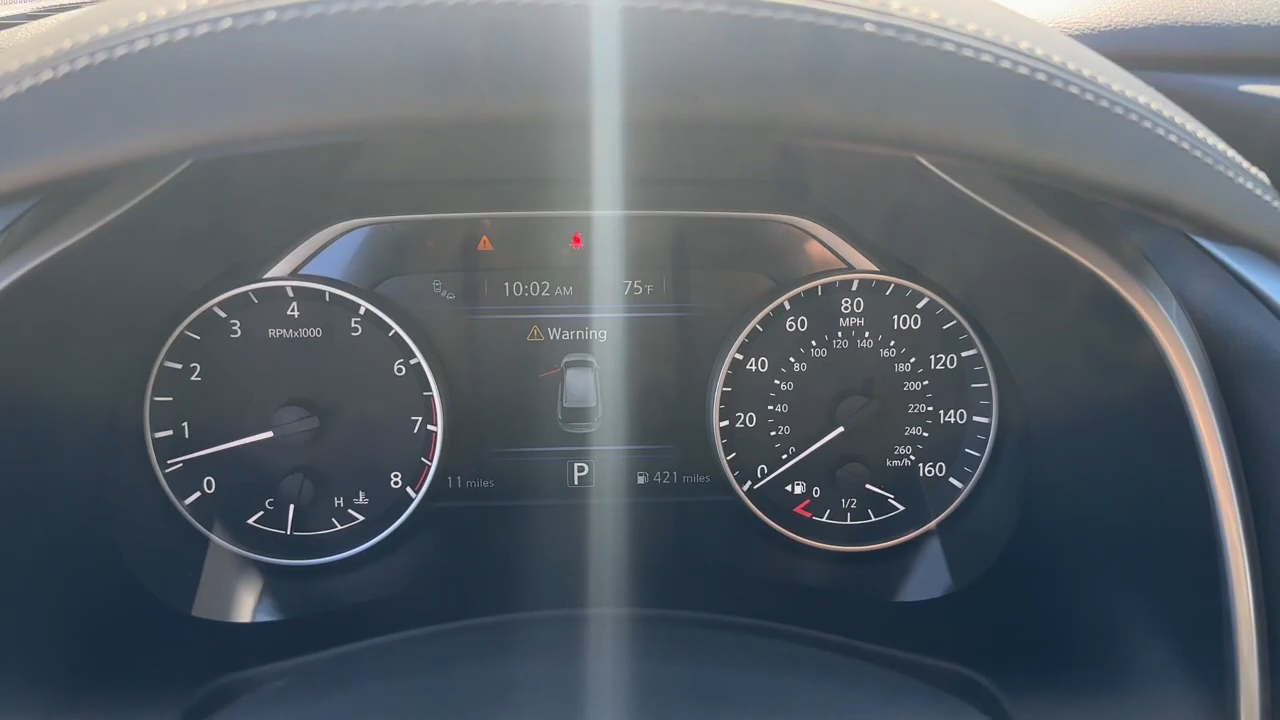 10:02 AM 75°F
Warning
11 miles P 421 miles
RPMx1000
0 1 2 3 4 5 6 7 8
C H
MPH
0 20 40 60 80 100 120 140 160
0 20 40 60 80 100 120 140 160 180 200 220 240 260
km/h
0 1/2